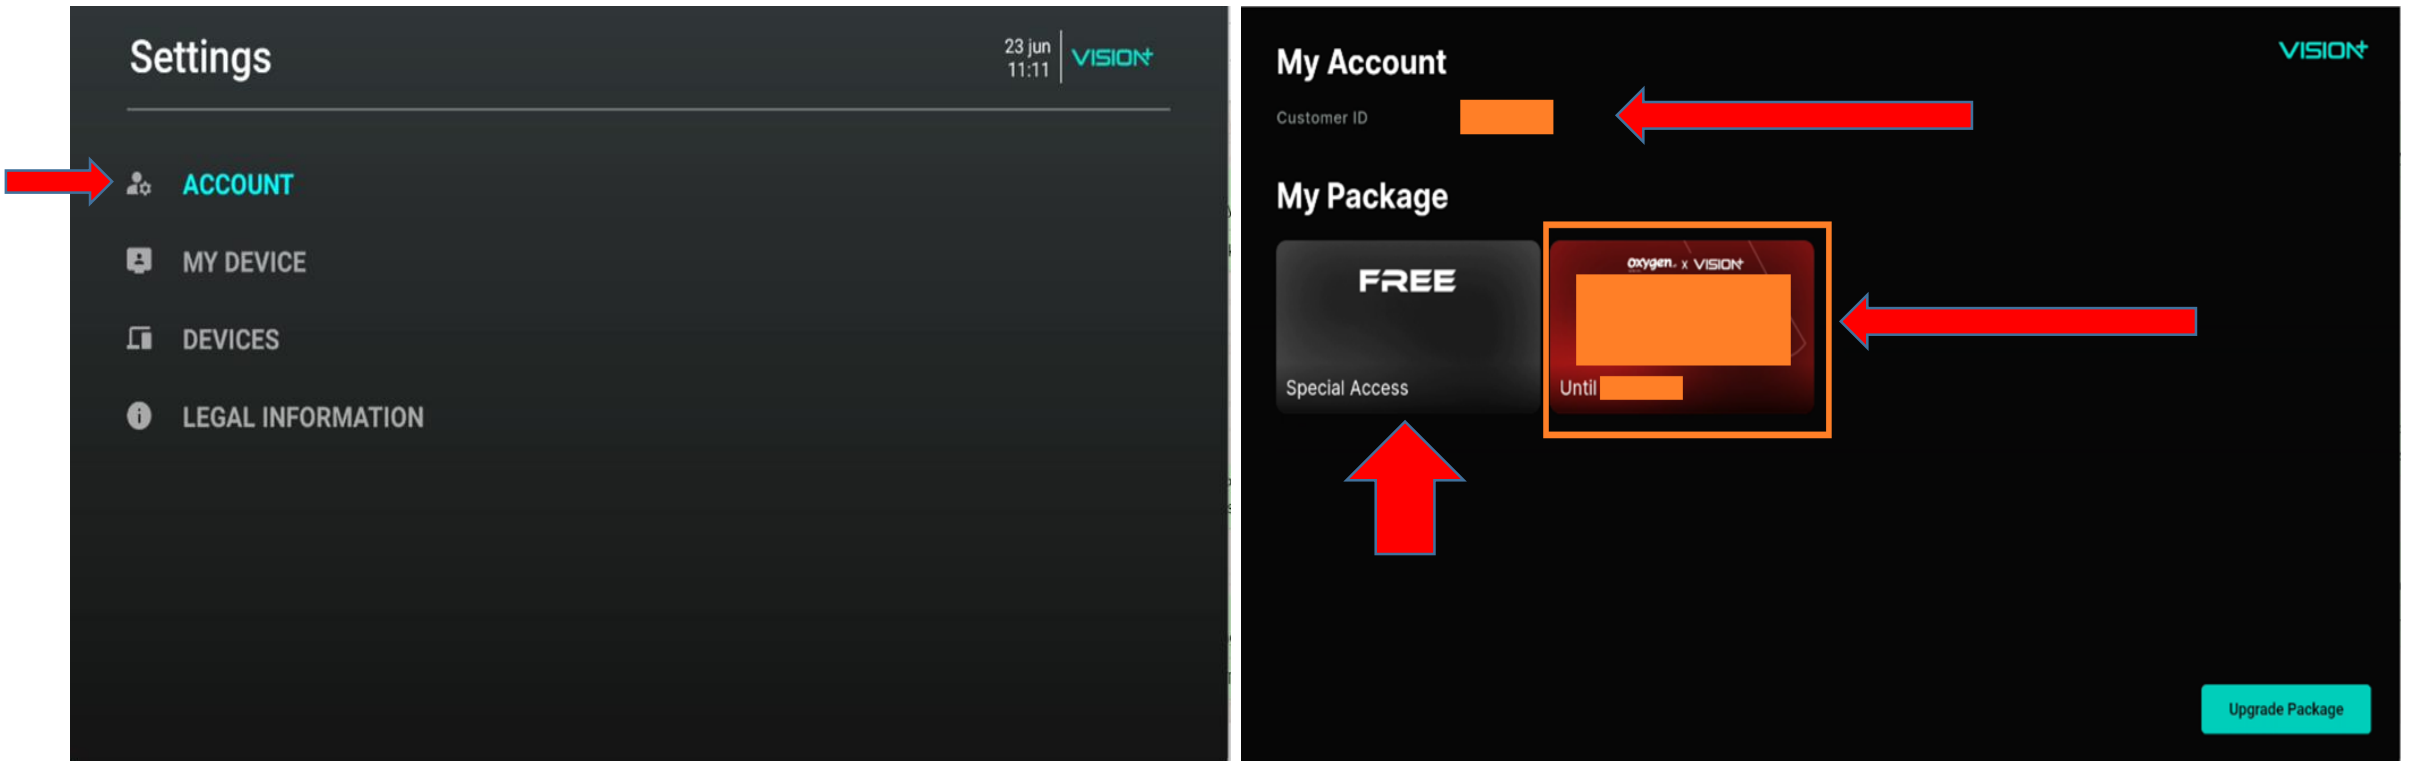 Settings
23 jun
11:11
VISION+
ACCOUNT
MY DEVICE
DEVICES
LEGAL INFORMATION
My Account
VISION+
Customer ID
My Package
FREE
Special Access
oxygen x VISION+
Until
Upgrade Package